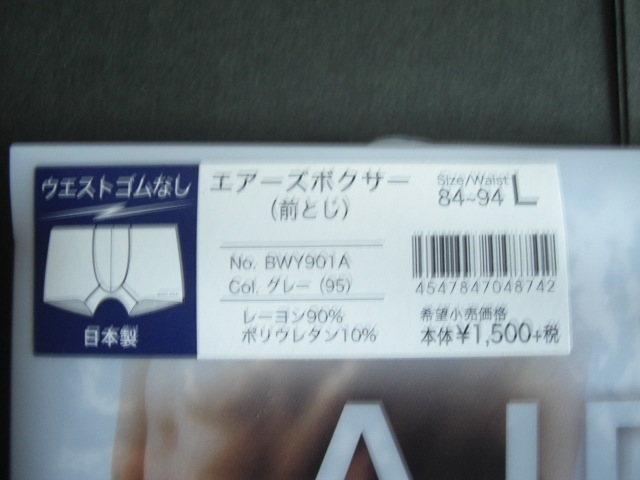 ウエストゴムなし
日本製
エアーズボクサー
(前とじ)
No. BWY901A
Col. グレー (95)
レーヨン90%
ポリウレタン10%
Size/Waist
84~94 L
4547847048742
希望小売価格
本体¥1,500+税